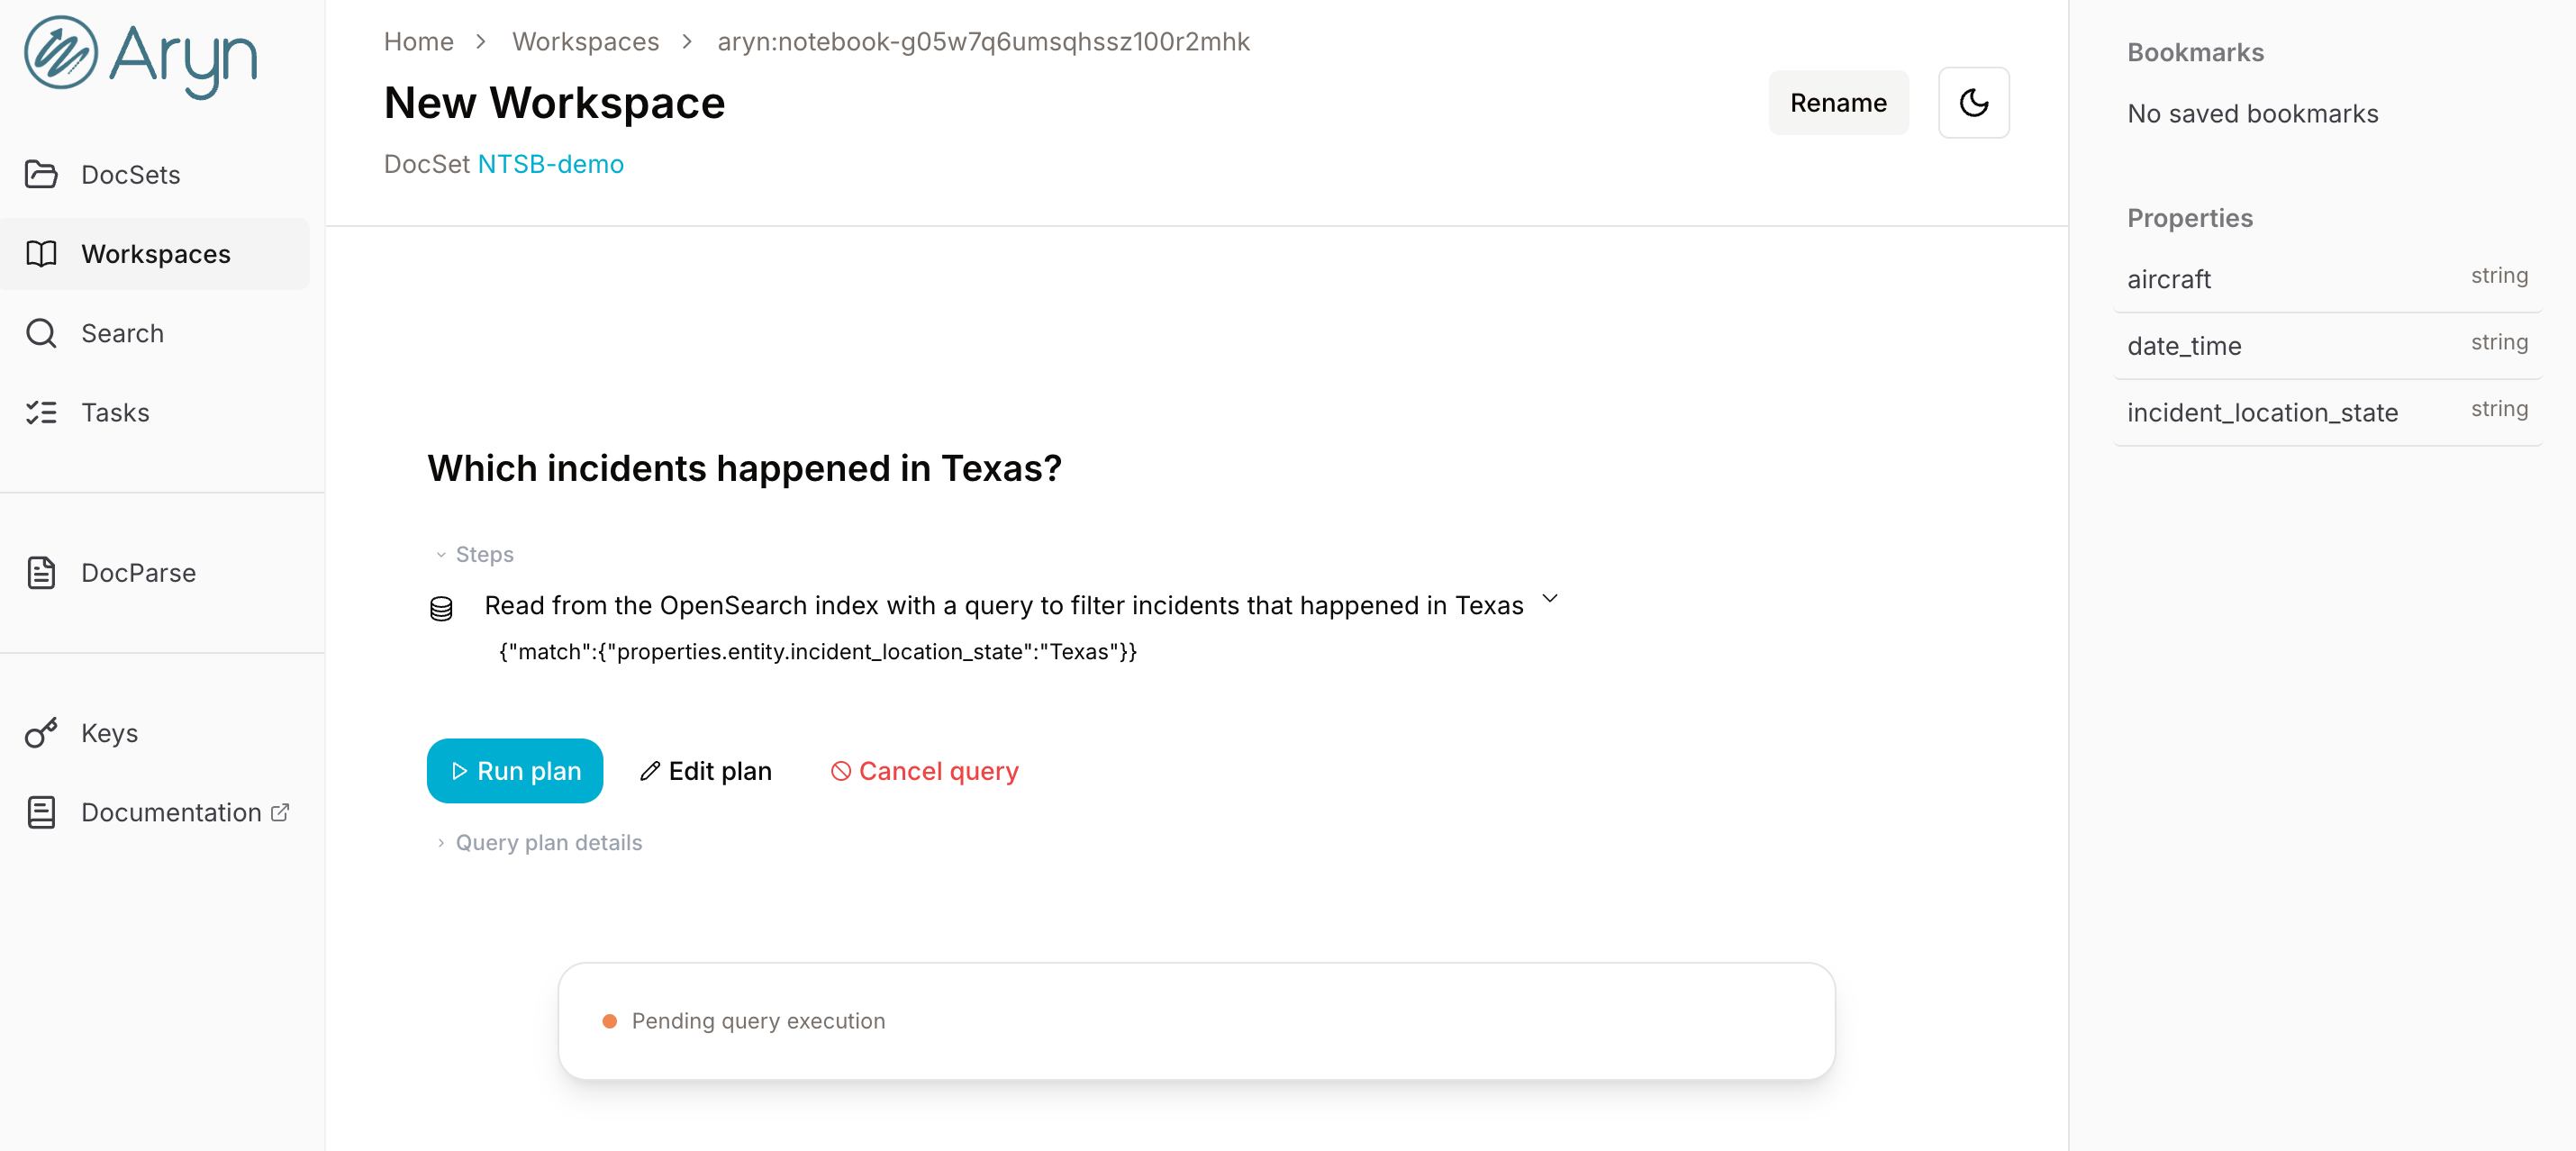 Aryn
DocSets
Workspaces
Search
Tasks
DocParse
Keys
Documentation
Home > Workspaces > aryn:notebook-g05w7q6umsqhssz100r2mhk
New Workspace
DocSet NTSB-demo
Rename
Which incidents happened in Texas?
Steps
Read from the OpenSearch index with a query to filter incidents that happened in Texas
{"match":{"properties.entity.incident_location_state":"Texas"}}
Run plan
Edit plan
Cancel query
Query plan details
Pending query execution
Bookmarks
No saved bookmarks
Properties
aircraft string
date_time string
incident_location_state string